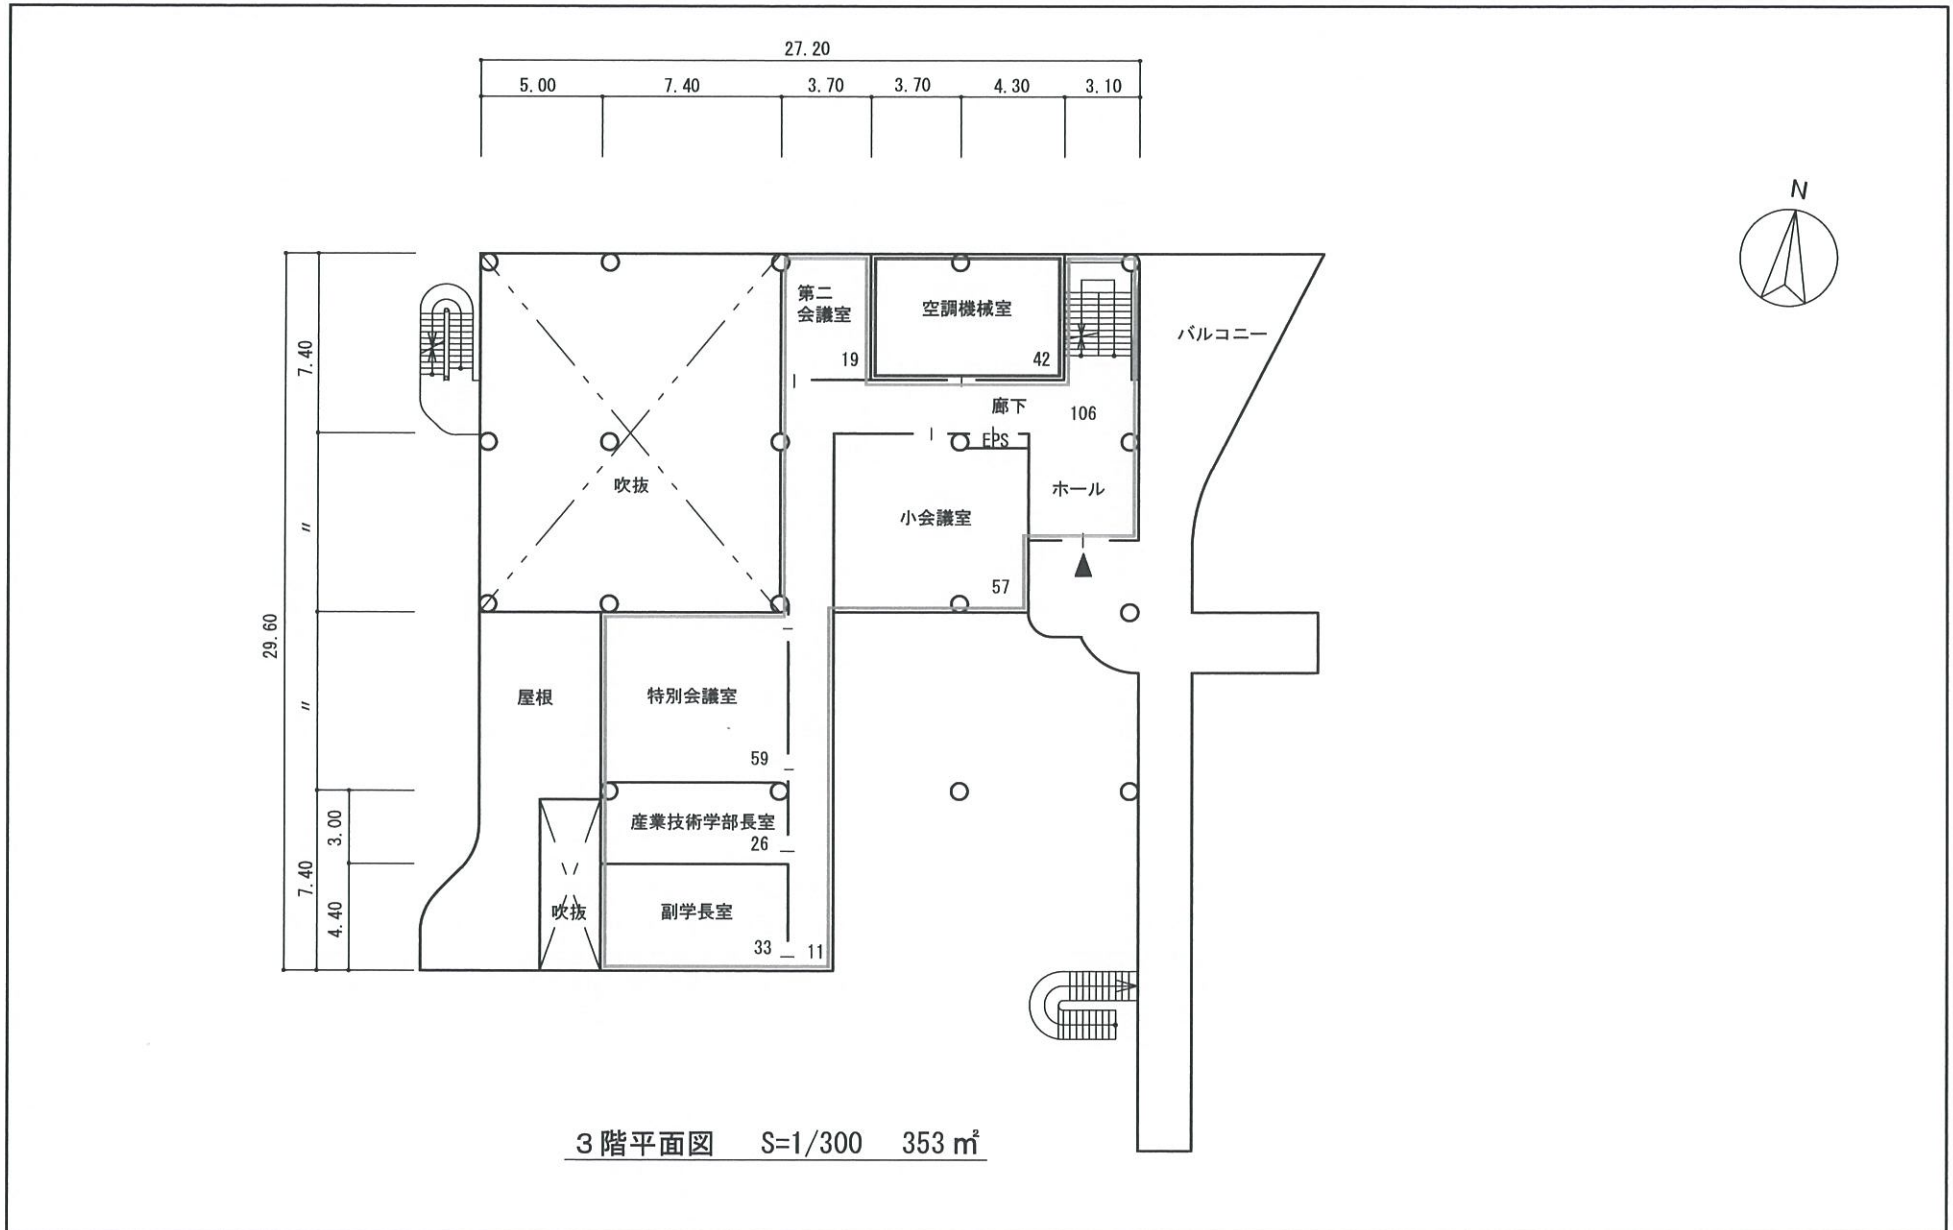 27.20
5.00 7.40 3.70 3.70 4.30 3.10
N
7.40
〃
〃
29.60
7.40
3.00
4.40
第二
会議室
19
空調機械室
42
バルコニー
廊下
106
EPS
吹抜
ホール
小会議室
57
屋根
特別会議室
59
産業技術学部長室
26
吹抜
副学長室
33
11
3階平面図 S=1/300 353㎡